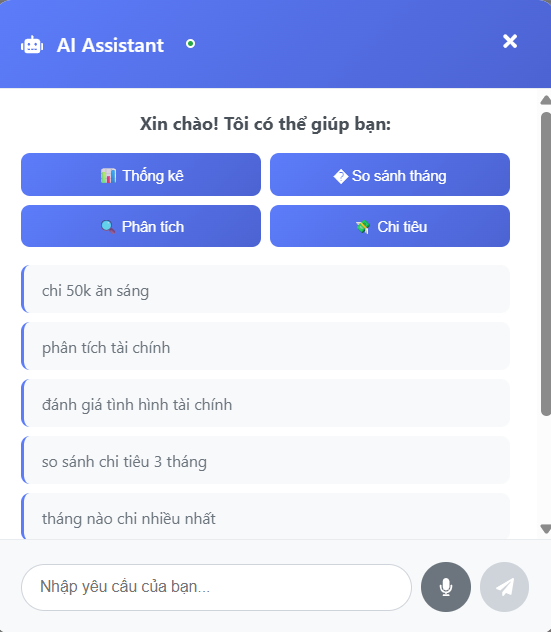 AI Assistant
Xin chào! Tôi có thể giúp bạn:
📊 Thống kê
� So sánh tháng
🔍 Phân tích
💸 Chi tiêu
chi 50k ăn sáng
phân tích tài chính
đánh giá tình hình tài chính
so sánh chi tiêu 3 tháng
tháng nào chi nhiều nhất
Nhập yêu cầu của bạn...